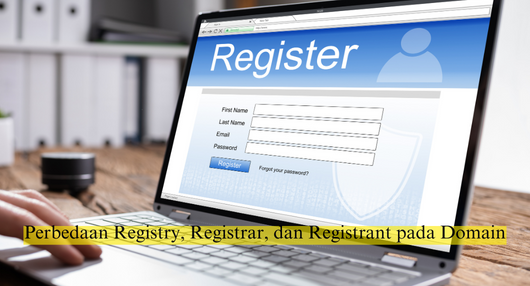 Register
First Name
Last Name
Email
Password
Register
Forgot your password?
Perbedaan Registry, Registrar, dan Registrant pada Domain